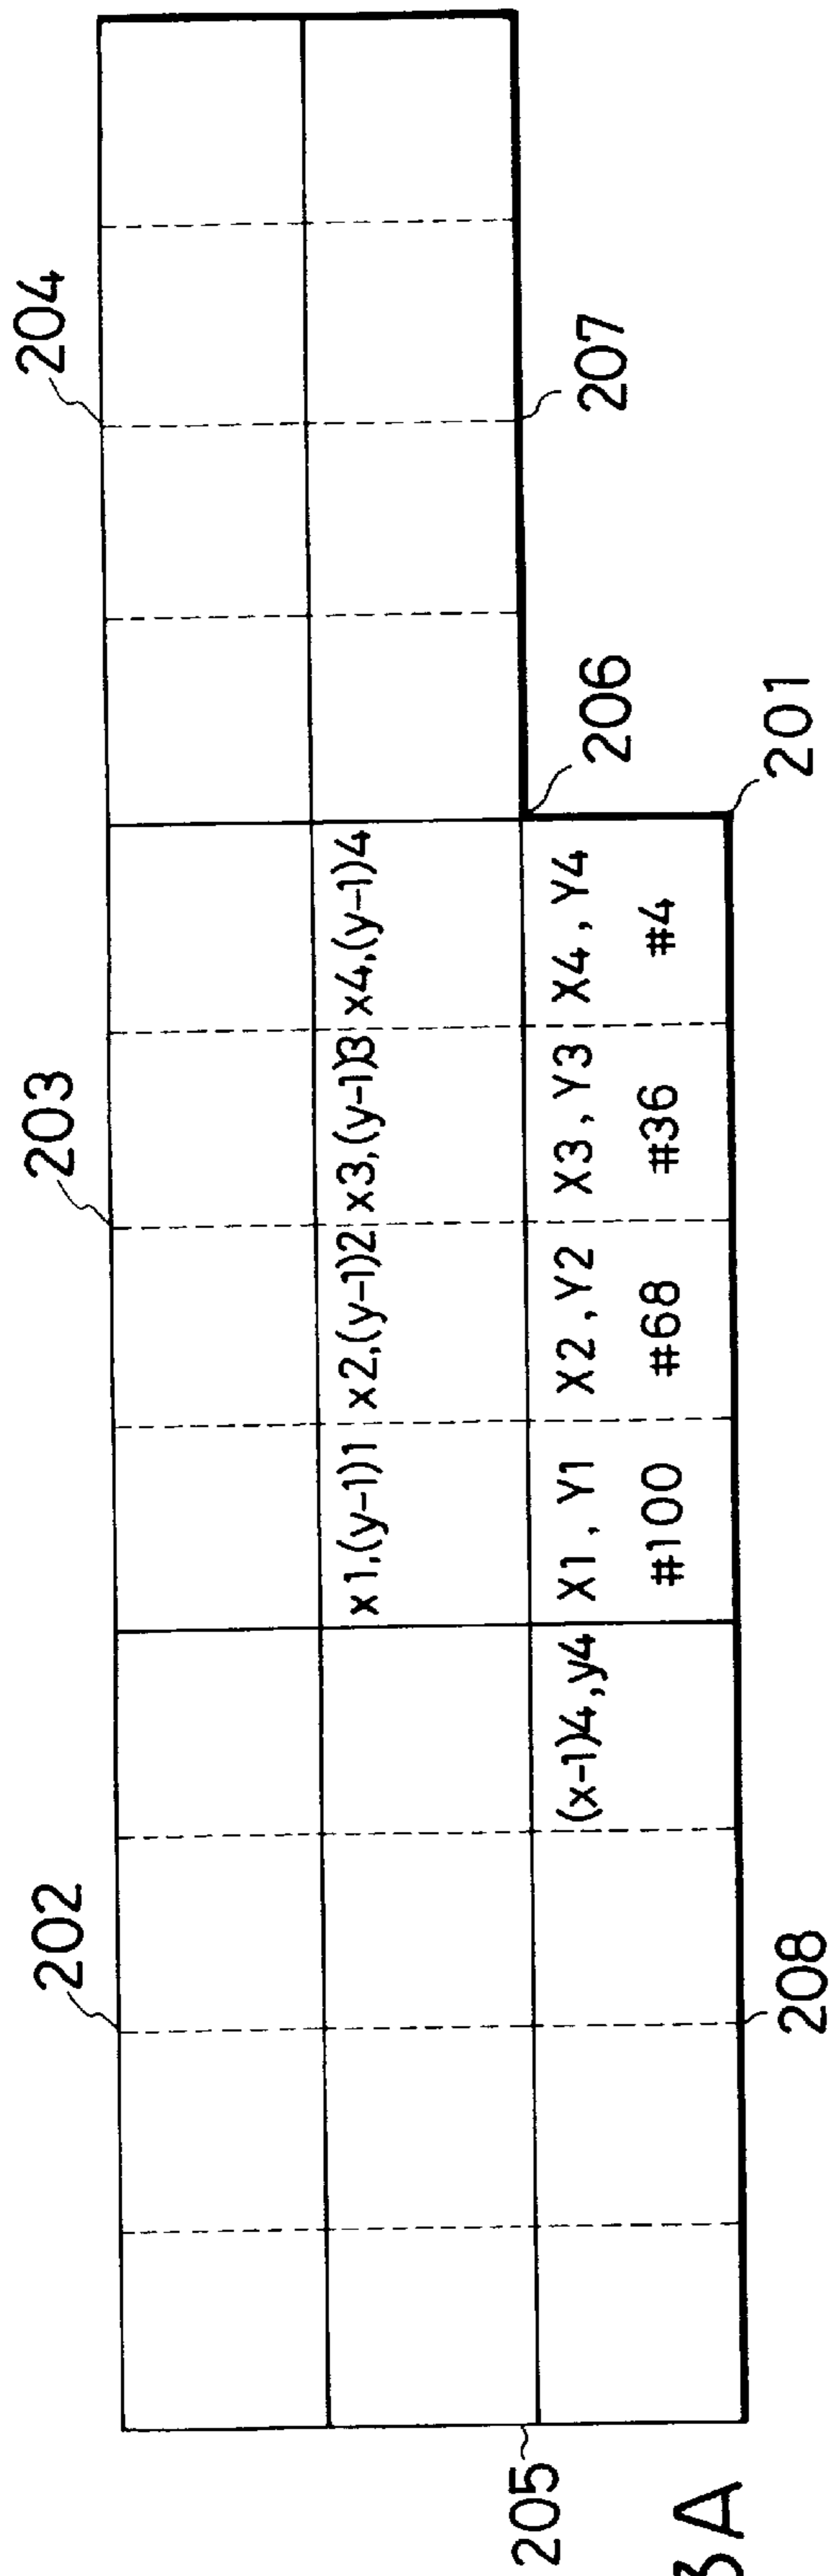 202 203 204
x1,(y-1)1 x2,(y-1)2 x3,(y-1)3 x4,(y-1)4
205
(x-1)4,y4 X1, Y1 X2, Y2 X3, Y3 X4, Y4
206 207
#100 #68 #36 #4
208 201
3A